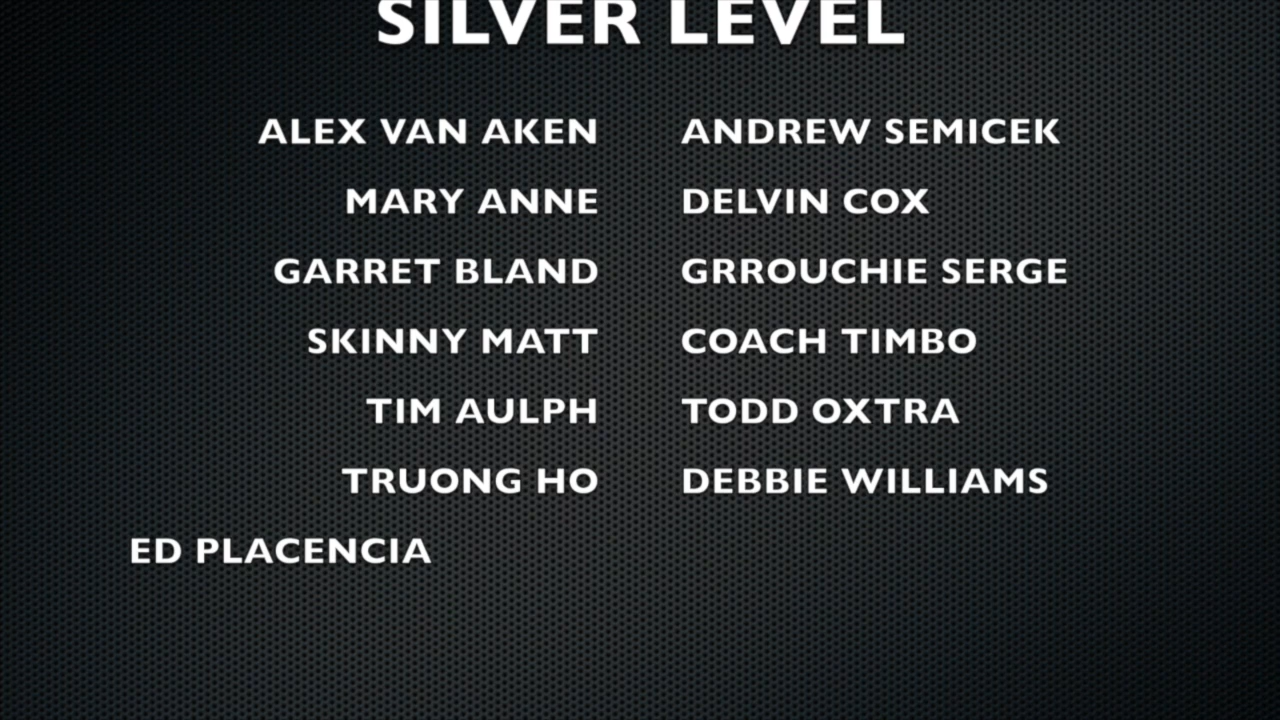 SILVER LEVEL
ALEX VAN AKEN ANDREW SEMICEK
MARY ANNE DELVIN COX
GARRET BLAND GRROUCHIE SERGE
SKINNY MATT COACH TIMBO
TIM AULPH TODD OXTRA
TRUONG HO DEBBIE WILLIAMS
ED PLACENCIA